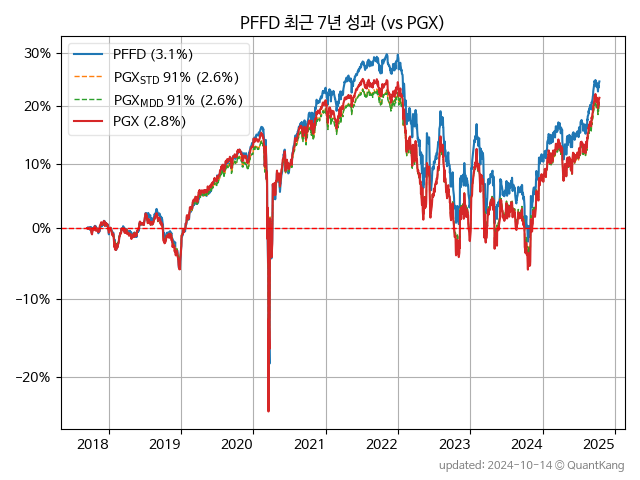 PFFD 최근 7년 성과 (vs PGX)
PFFD (3.1%)
PGX_STD 91% (2.6%)
PGX_MDD 91% (2.6%)
PGX (2.8%)
30%
20%
10%
0%
−10%
−20%
2018 2019 2020 2021 2022 2023 2024 2025
updated: 2024-10-14 © QuantKang